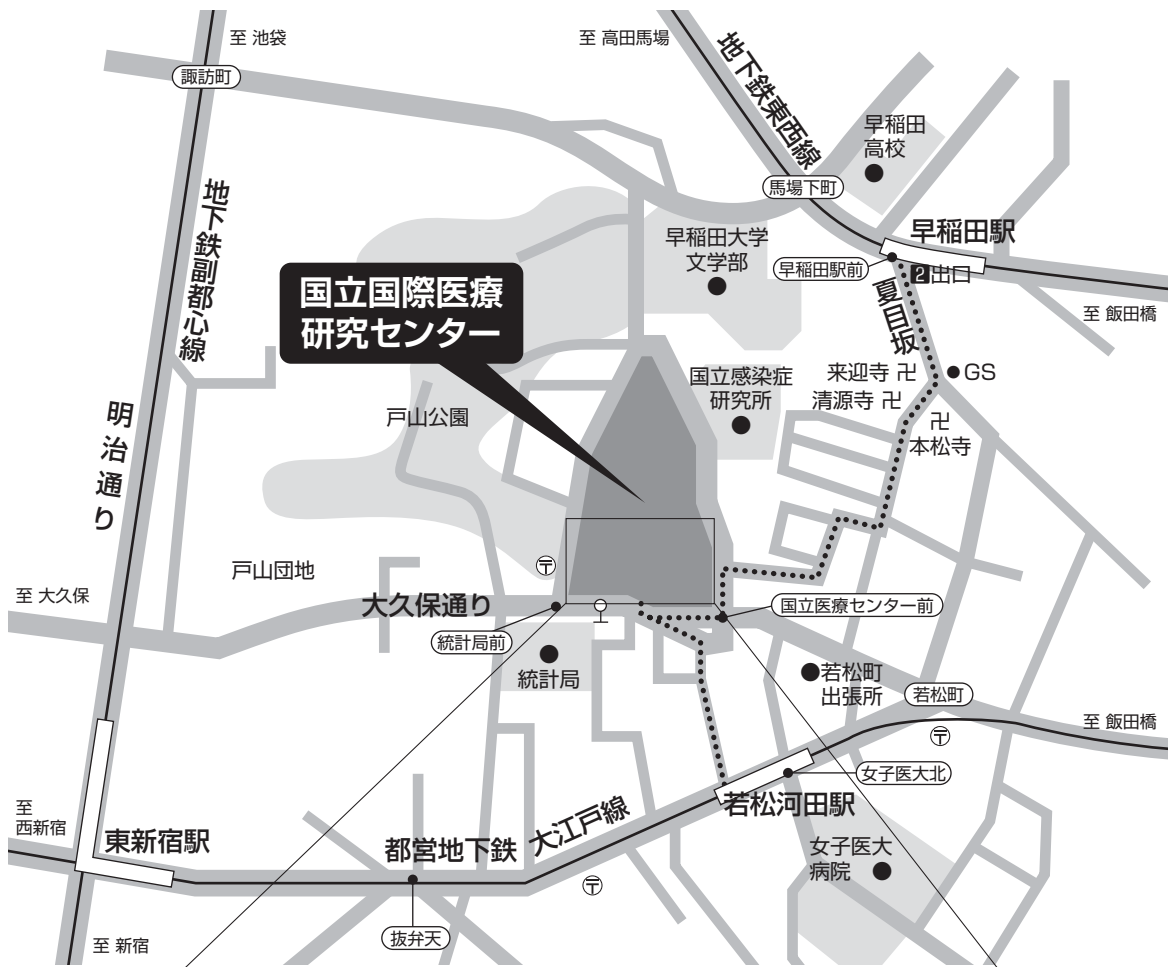 至 池袋
至 高田馬場
諏訪町
地下鉄東西線
早稲田
高校
馬場下町
地下鉄副都心線
早稲田大学
文学部
早稲田駅
早稲田駅前
2出口
国立国際医療
研究センター
夏目坂
至 飯田橋
来迎寺 卍
GS
国立感染症
研究所
清源寺 卍
卍
本松寺
戸山公園
明治通り
〒
戸山団地
至 大久保
大久保通り
国立医療センター前
統計局前
統計局
若松町
出張所
若松町
至 飯田橋
〒
女子医大北
至
西新宿
若松河田駅
東新宿駅
都営地下鉄 大江戸線
女子医大
病院
〒
抜弁天
至 新宿